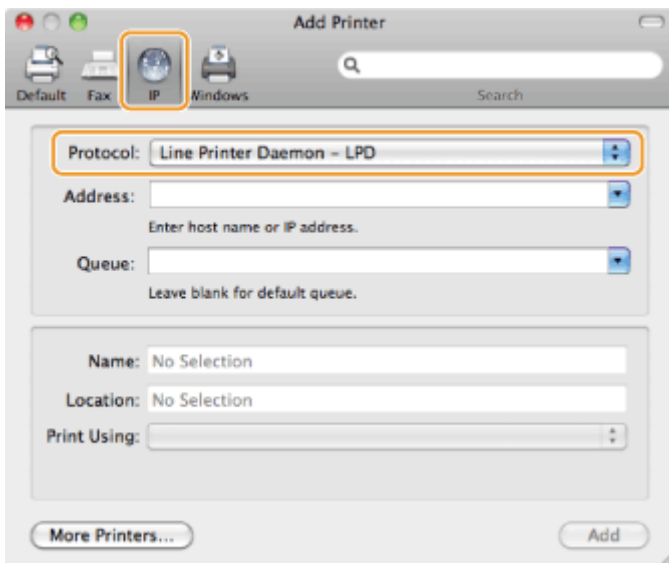 Add Printer
Default Fax IP Windows
Search
Protocol: Line Printer Daemon – LPD
Address:
Enter host name or IP address.
Queue:
Leave blank for default queue.
Name: No Selection
Location: No Selection
Print Using:
More Printers... Add